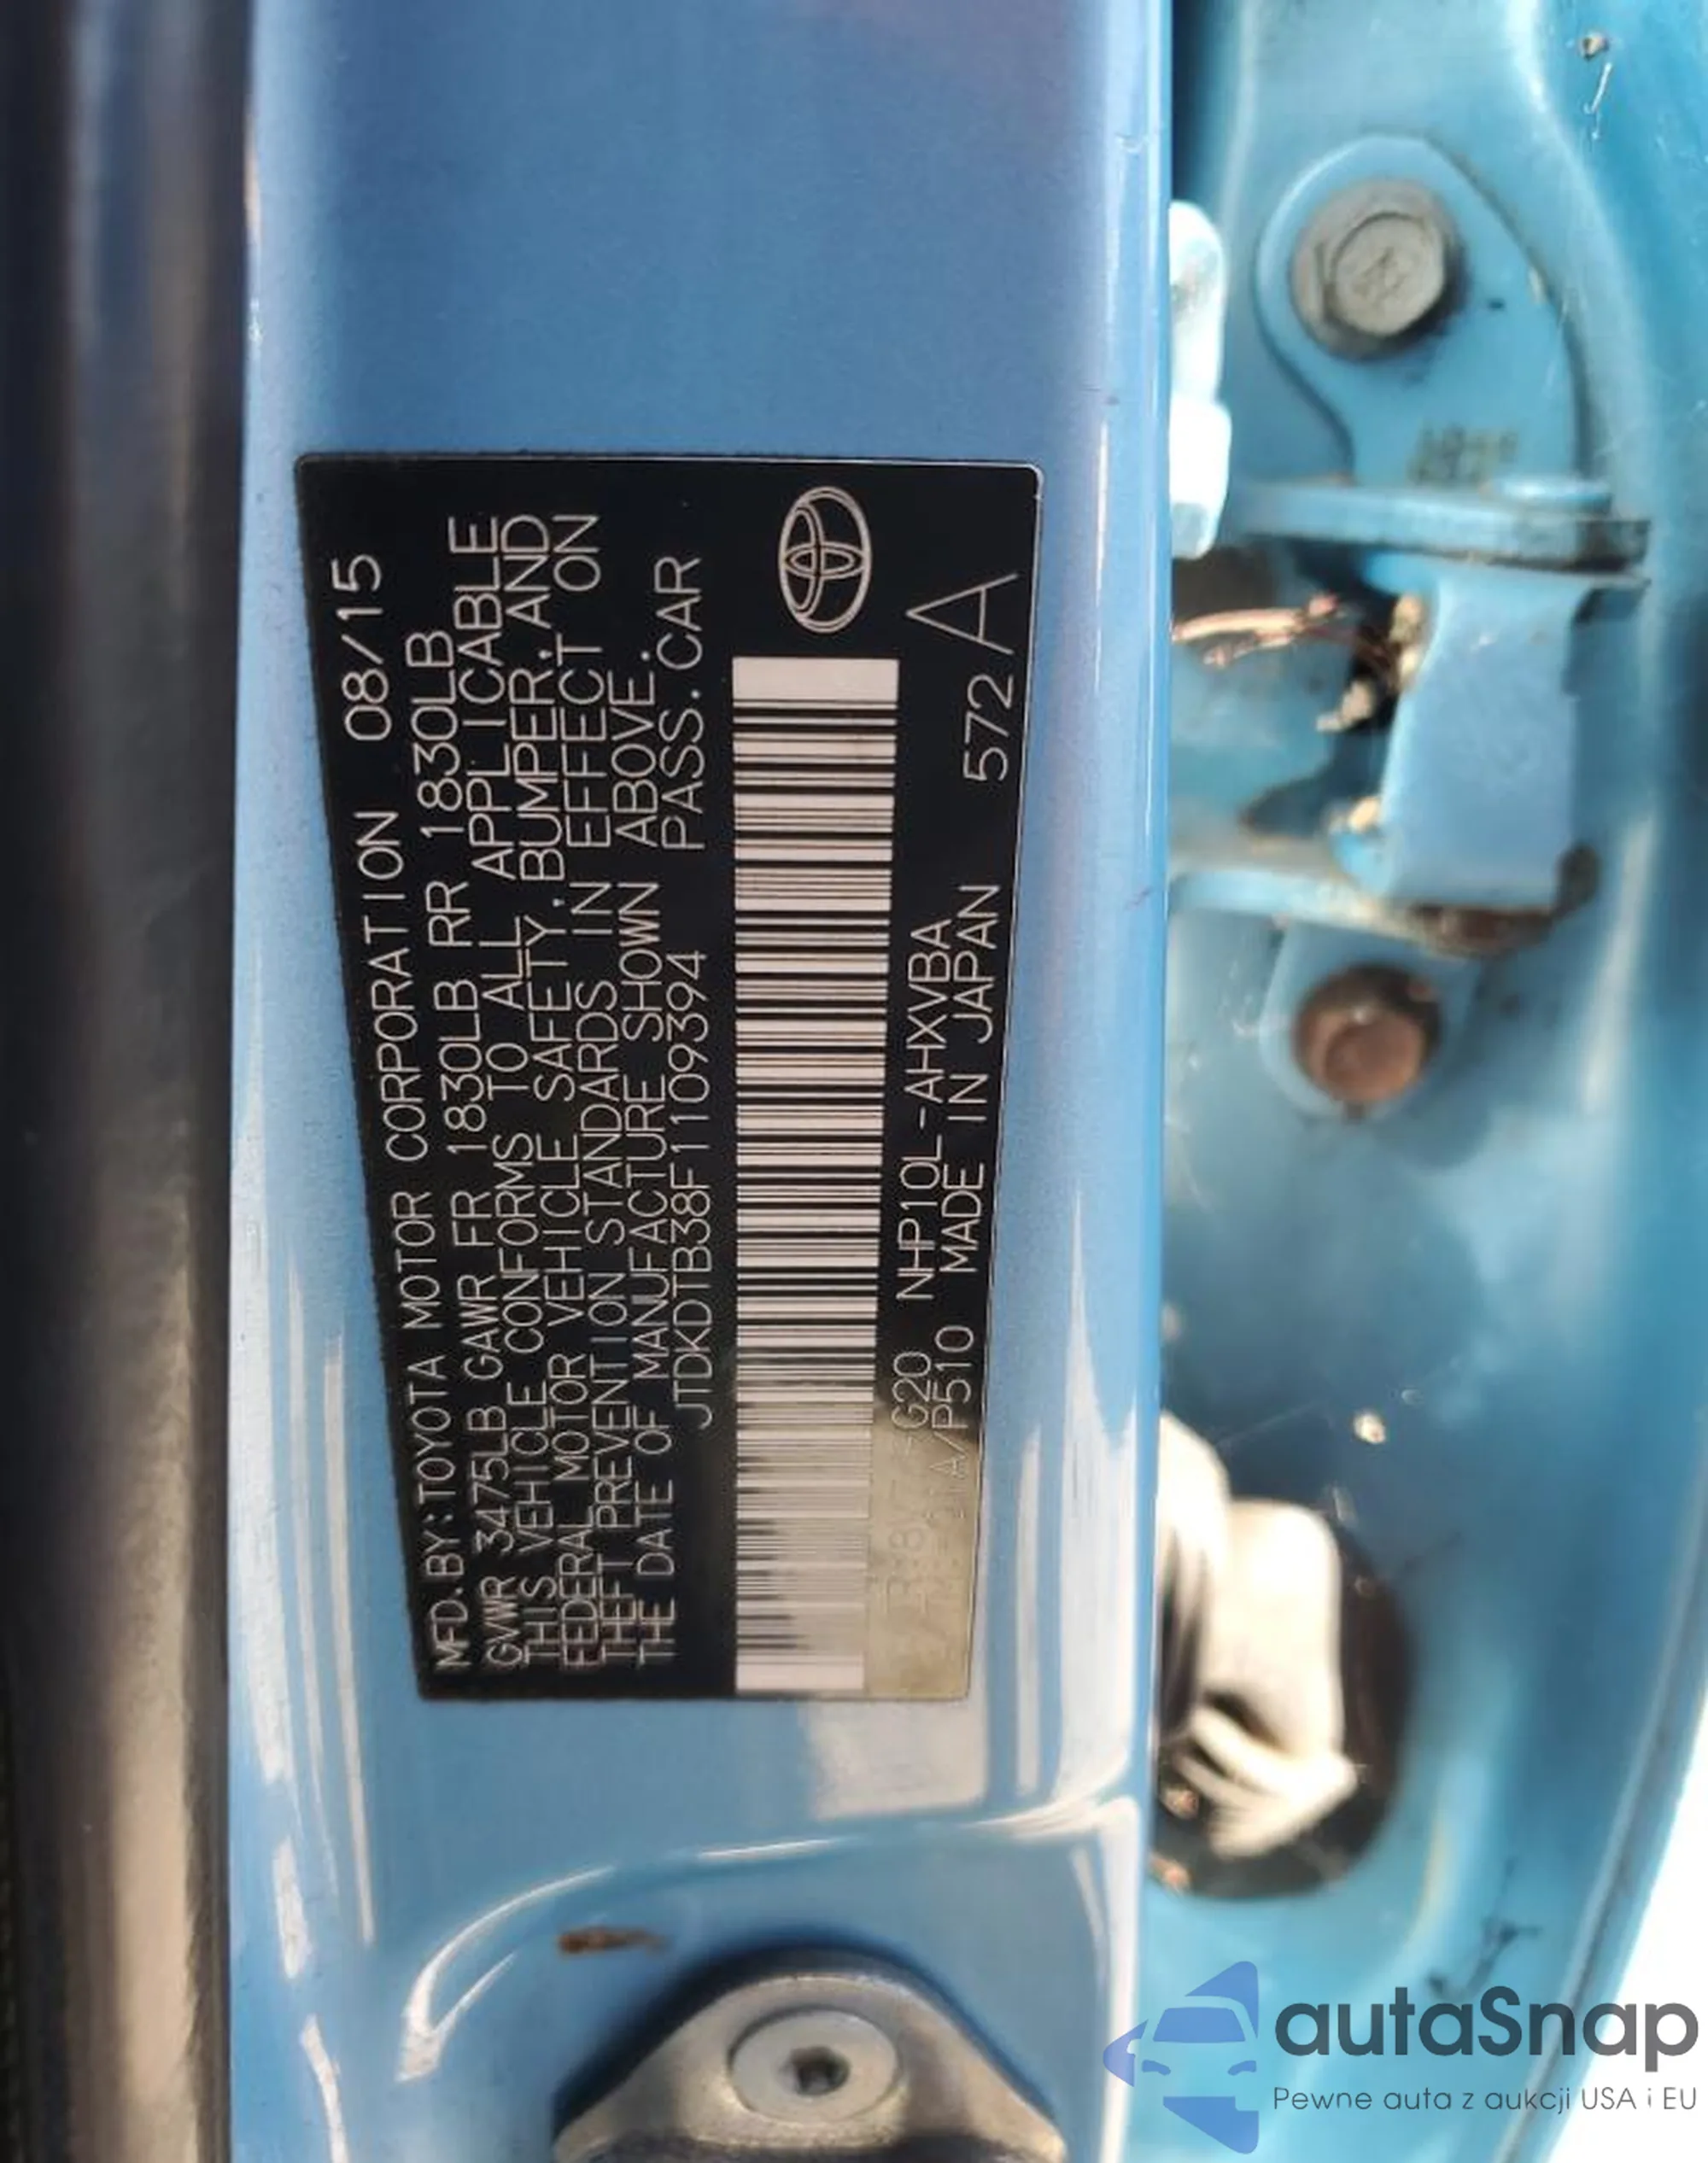 MFD.BY:TOYOTA MOTOR CORPORATION 08/15
GVWR 3475LB GAWR FR 1830LB RR 1830LB
THIS VEHICLE CONFORMS TO ALL APPLICABLE
FEDERAL MOTOR VEHICLE SAFETY,BUMPER,AND
THEFT PREVENTION STANDARDS IN EFFECT ON
THE DATE OF MANUFACTURE SHOWN ABOVE.
JTDKDTB38F1109394 PASS.CAR
G20 NHP10L-AHXVBA 572A
A/P510 MADE IN JAPAN
autaSnap
Pewne auta z aukcji USA i EU